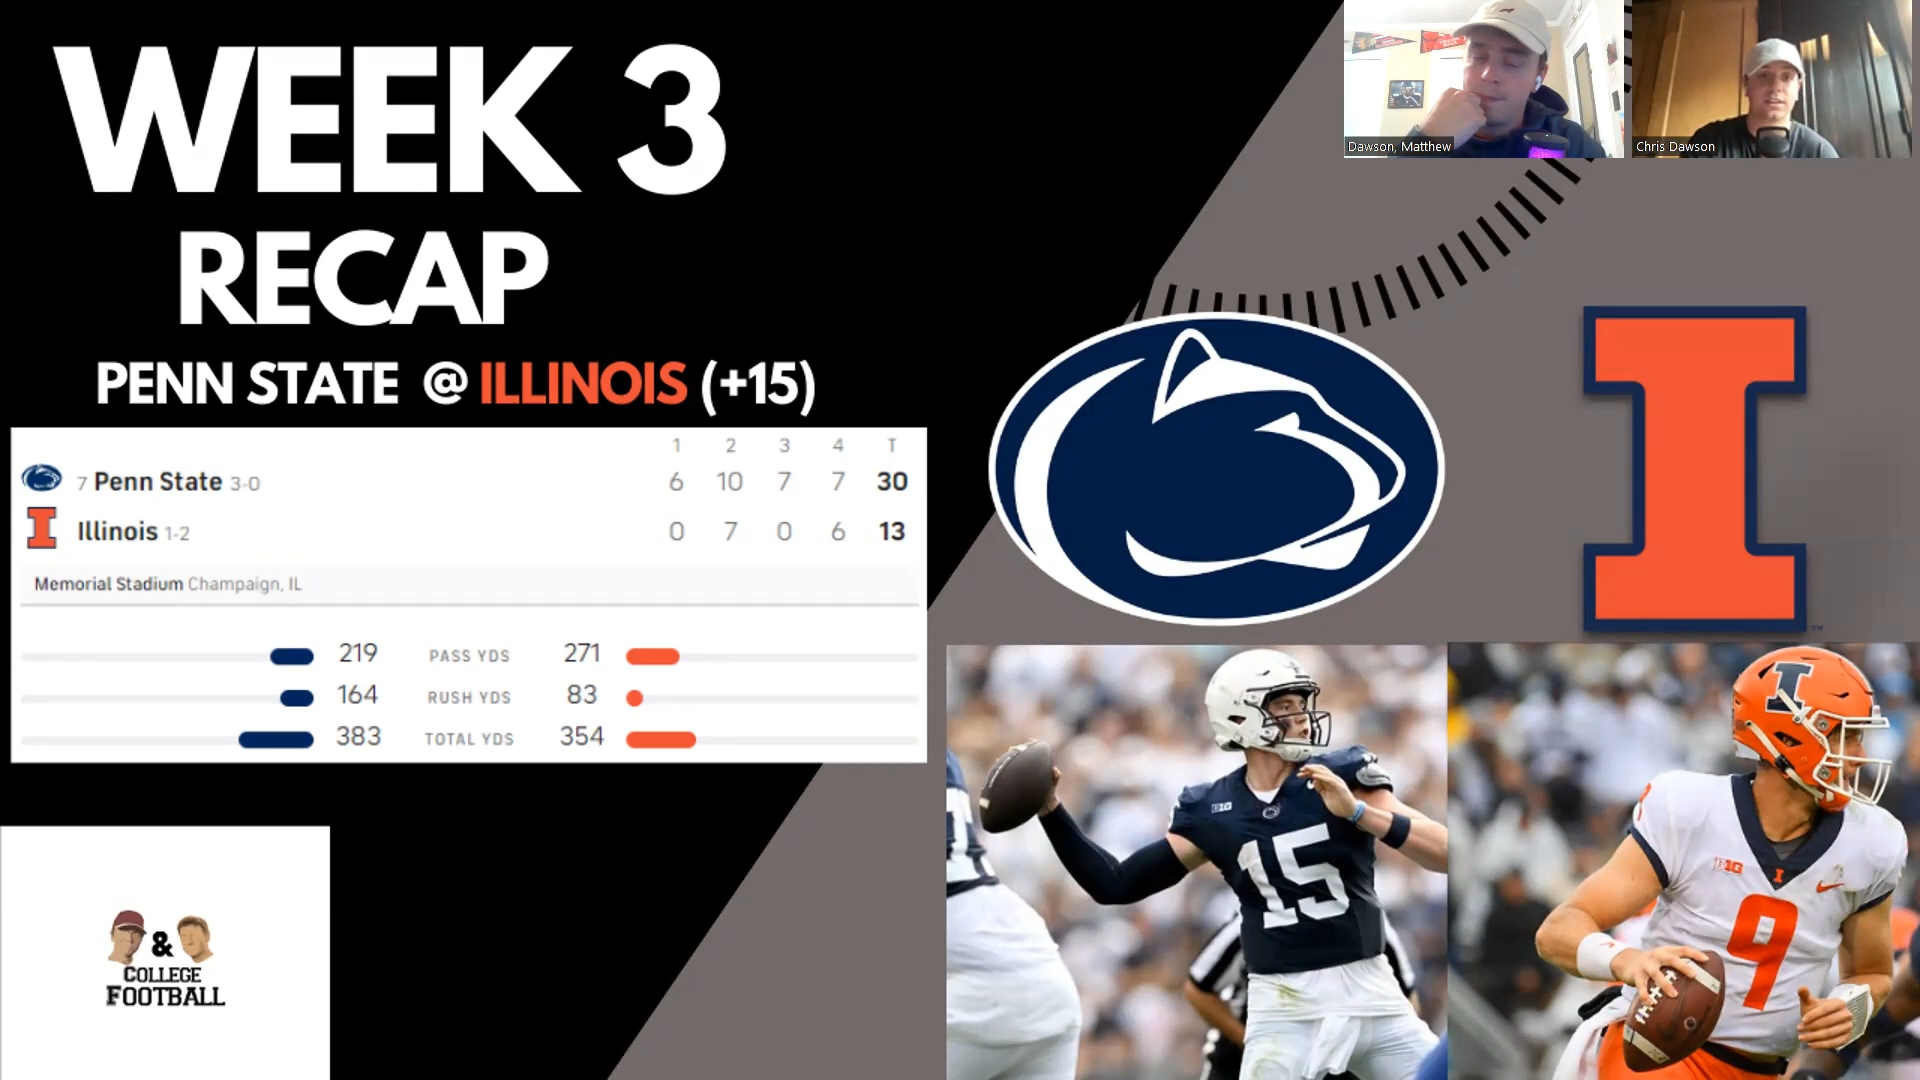 WEEK 3
RECAP
PENN STATE @ ILLINOIS (+15)
1 2 3 4 T
7 Penn State 3-0 6 10 7 7 30
Illinois 1-2 0 7 0 6 13
Memorial Stadium Champaign, IL
219 PASS YDS 271
164 RUSH YDS 83
383 TOTAL YDS 354
&
COLLEGE
FOOTBALL
Dawson, Matthew
Chris Dawson
I
TM
B1G
15
I
B1G
I
9